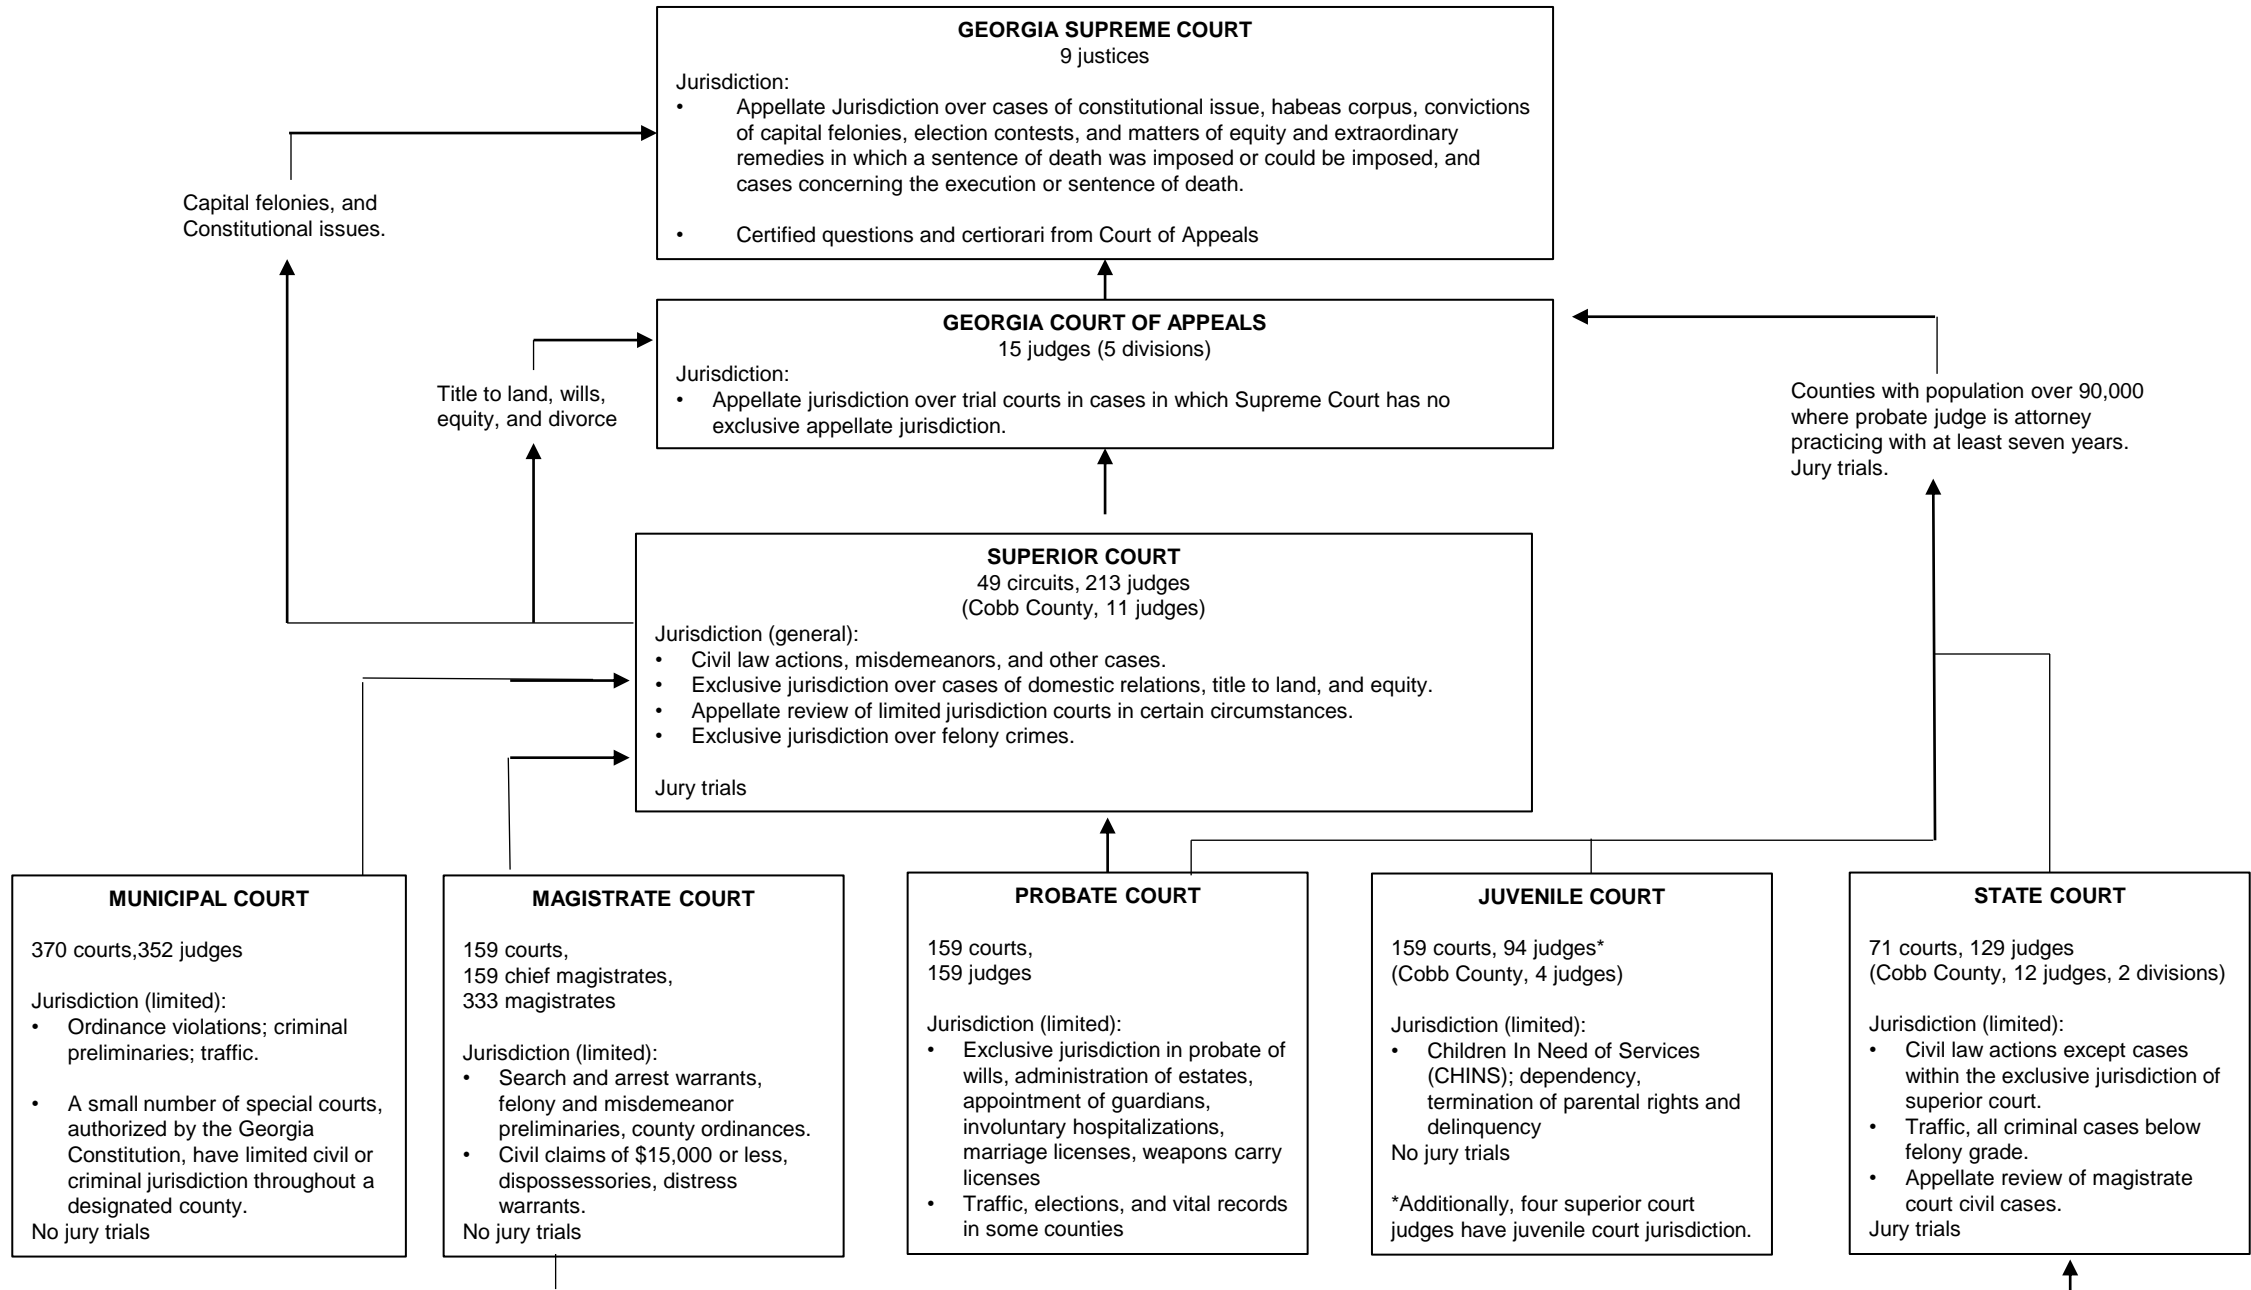 GEORGIA SUPREME COURT
9 justices
Jurisdiction:
• Appellate Jurisdiction over cases of constitutional issue, habeas corpus, convictions
of capital felonies, election contests, and matters of equity and extraordinary
remedies in which a sentence of death was imposed or could be imposed, and
cases concerning the execution or sentence of death.
• Certified questions and certiorari from Court of Appeals
Capital felonies, and
Constitutional issues.
GEORGIA COURT OF APPEALS
15 judges (5 divisions)
Jurisdiction:
• Appellate jurisdiction over trial courts in cases in which Supreme Court has no
exclusive appellate jurisdiction.
Title to land, wills,
equity, and divorce
Counties with population over 90,000
where probate judge is attorney
practicing with at least seven years.
Jury trials.
SUPERIOR COURT
49 circuits, 213 judges
(Cobb County, 11 judges)
Jurisdiction (general):
• Civil law actions, misdemeanors, and other cases.
• Exclusive jurisdiction over cases of domestic relations, title to land, and equity.
• Appellate review of limited jurisdiction courts in certain circumstances.
• Exclusive jurisdiction over felony crimes.
Jury trials
MUNICIPAL COURT
370 courts,352 judges
Jurisdiction (limited):
• Ordinance violations; criminal
preliminaries; traffic.
• A small number of special courts,
authorized by the Georgia
Constitution, have limited civil or
criminal jurisdiction throughout a
designated county.
No jury trials
MAGISTRATE COURT
159 courts,
159 chief magistrates,
333 magistrates
Jurisdiction (limited):
• Search and arrest warrants,
felony and misdemeanor
preliminaries, county ordinances.
• Civil claims of $15,000 or less,
dispossessories, distress
warrants.
No jury trials
PROBATE COURT
159 courts,
159 judges
Jurisdiction (limited):
• Exclusive jurisdiction in probate of
wills, administration of estates,
appointment of guardians,
involuntary hospitalizations,
marriage licenses, weapons carry
licenses
• Traffic, elections, and vital records
in some counties
JUVENILE COURT
159 courts, 94 judges*
(Cobb County, 4 judges)
Jurisdiction (limited):
• Children In Need of Services
(CHINS); dependency,
termination of parental rights and
delinquency
No jury trials
*Additionally, four superior court
judges have juvenile court jurisdiction.
STATE COURT
71 courts, 129 judges
(Cobb County, 12 judges, 2 divisions)
Jurisdiction (limited):
• Civil law actions except cases
within the exclusive jurisdiction of
superior court.
• Traffic, all criminal cases below
felony grade.
• Appellate review of magistrate
court civil cases.
Jury trials